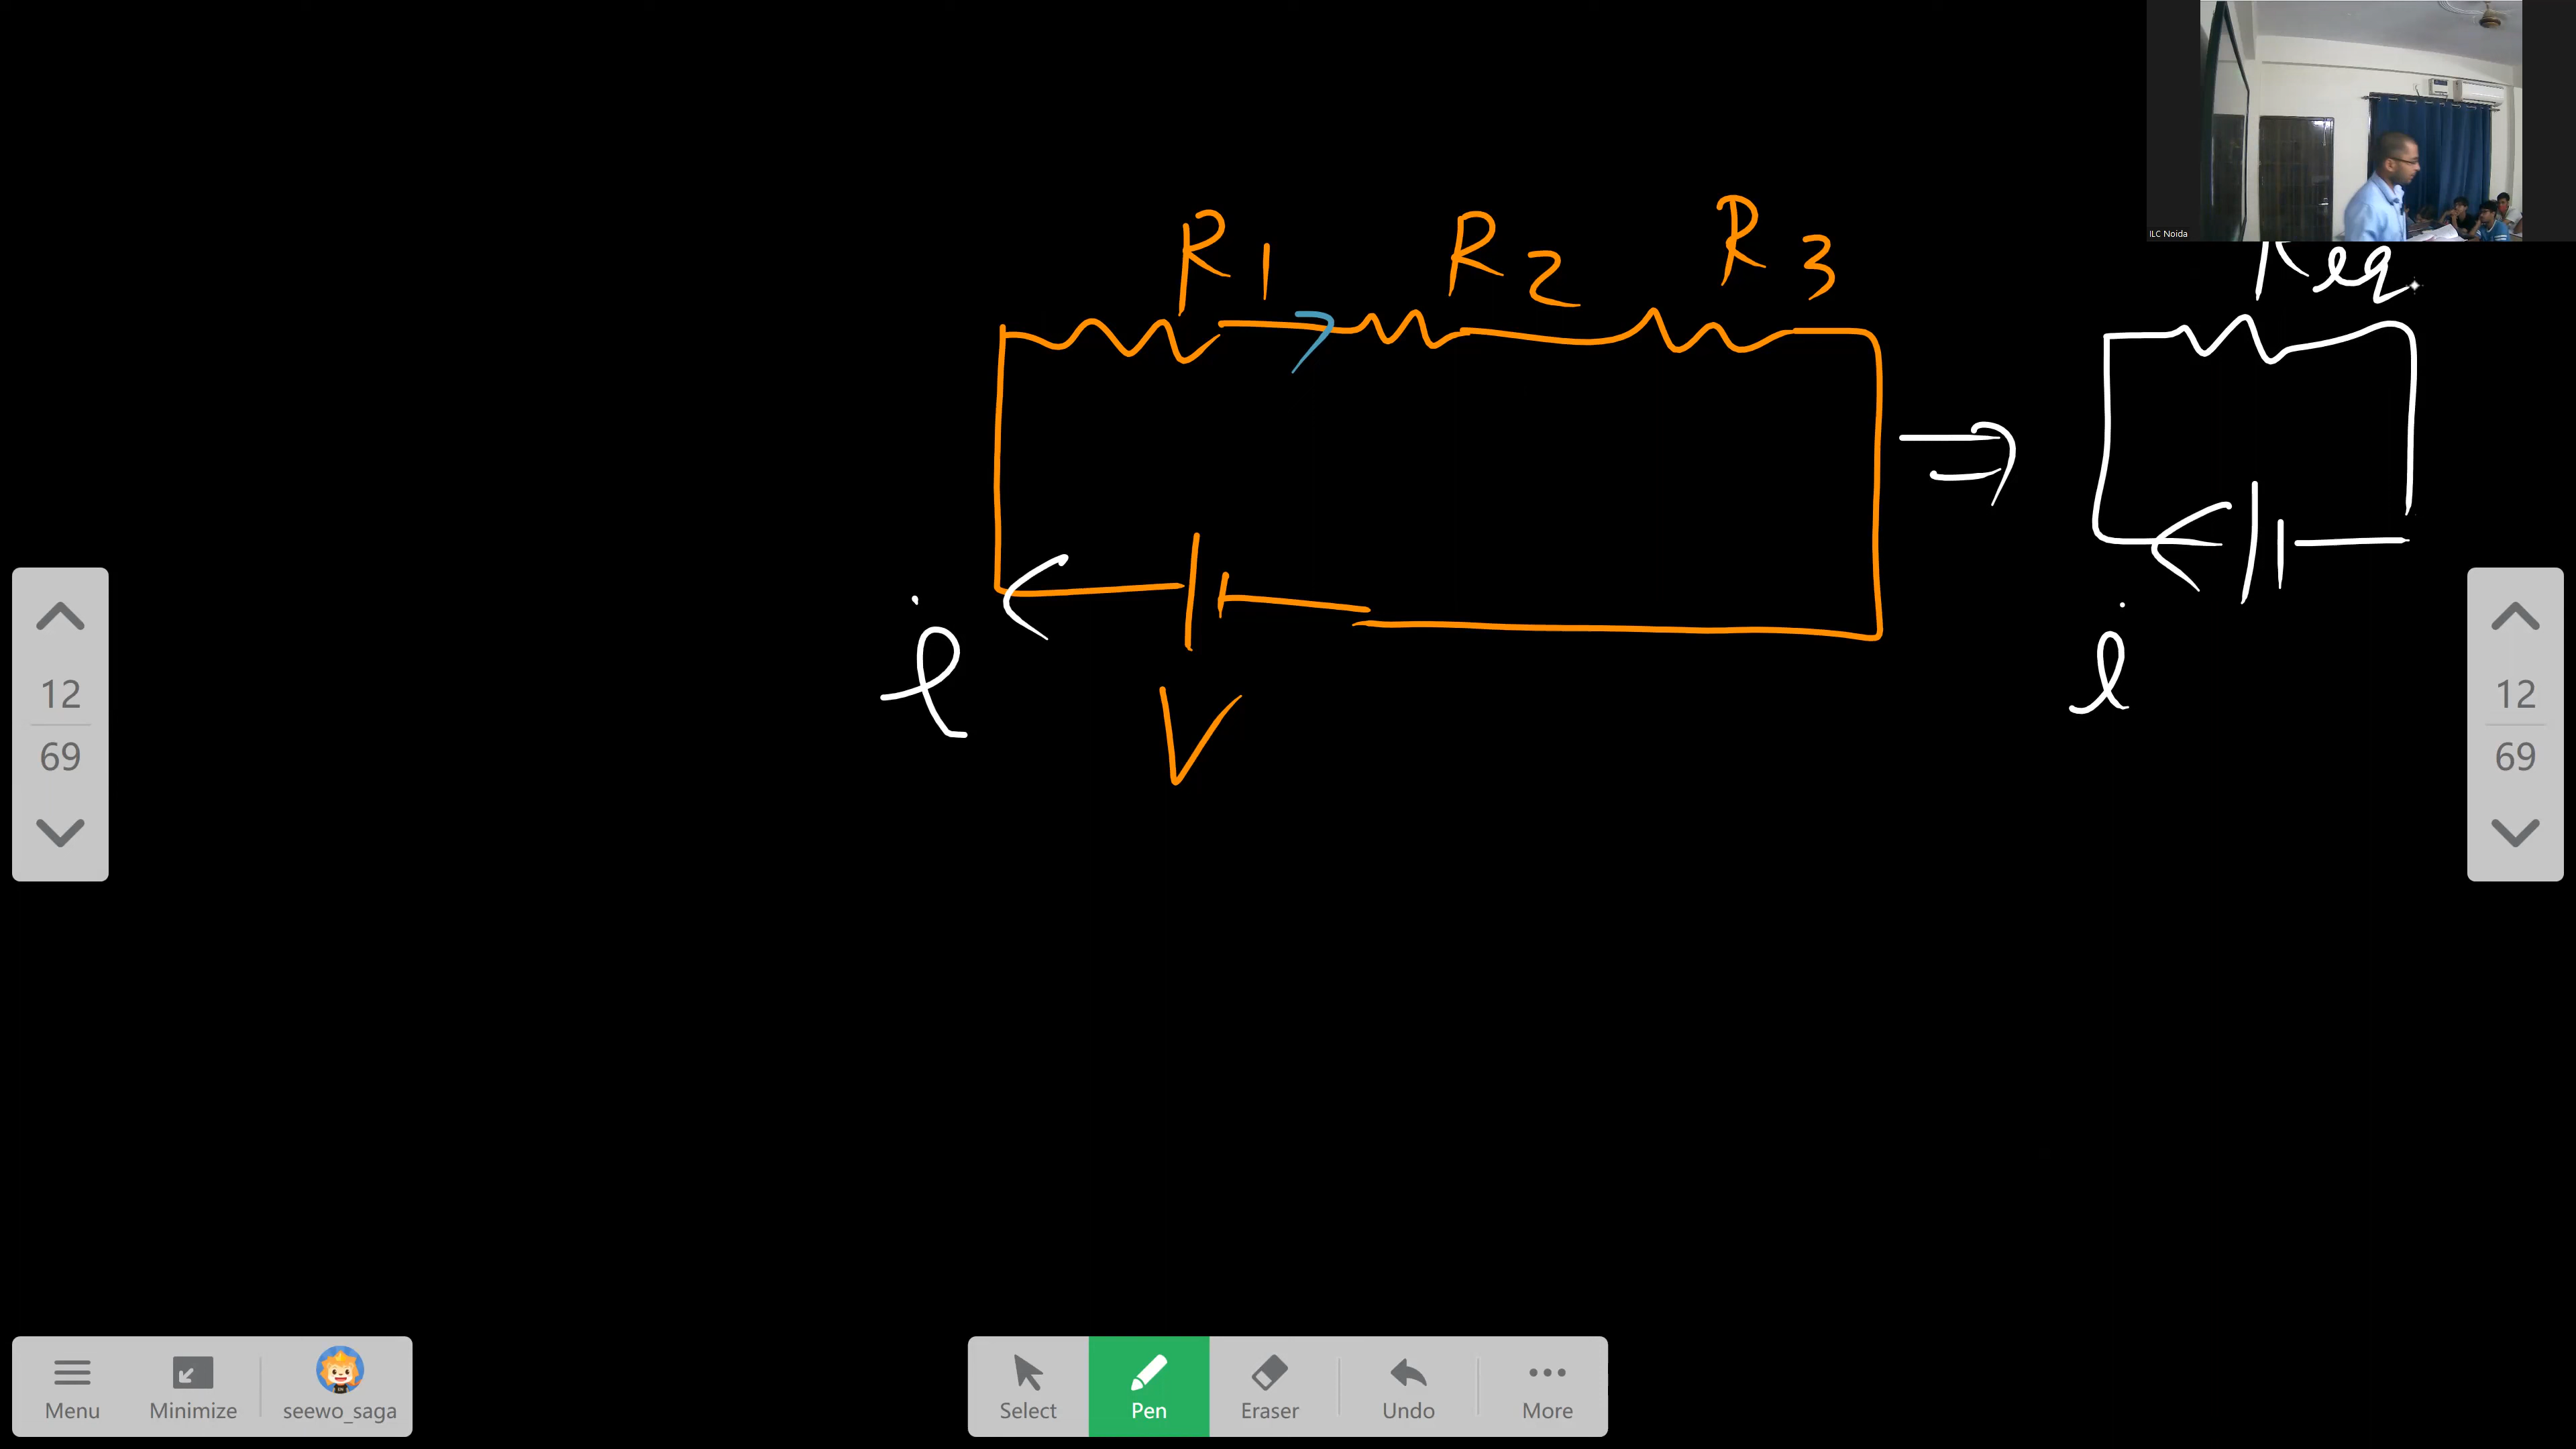 ILC Noida
R1 R2 R3
Req
i
V
i
12
69
12
69
Menu
Minimize
seewo_saga
Select
Pen
Eraser
Undo
More